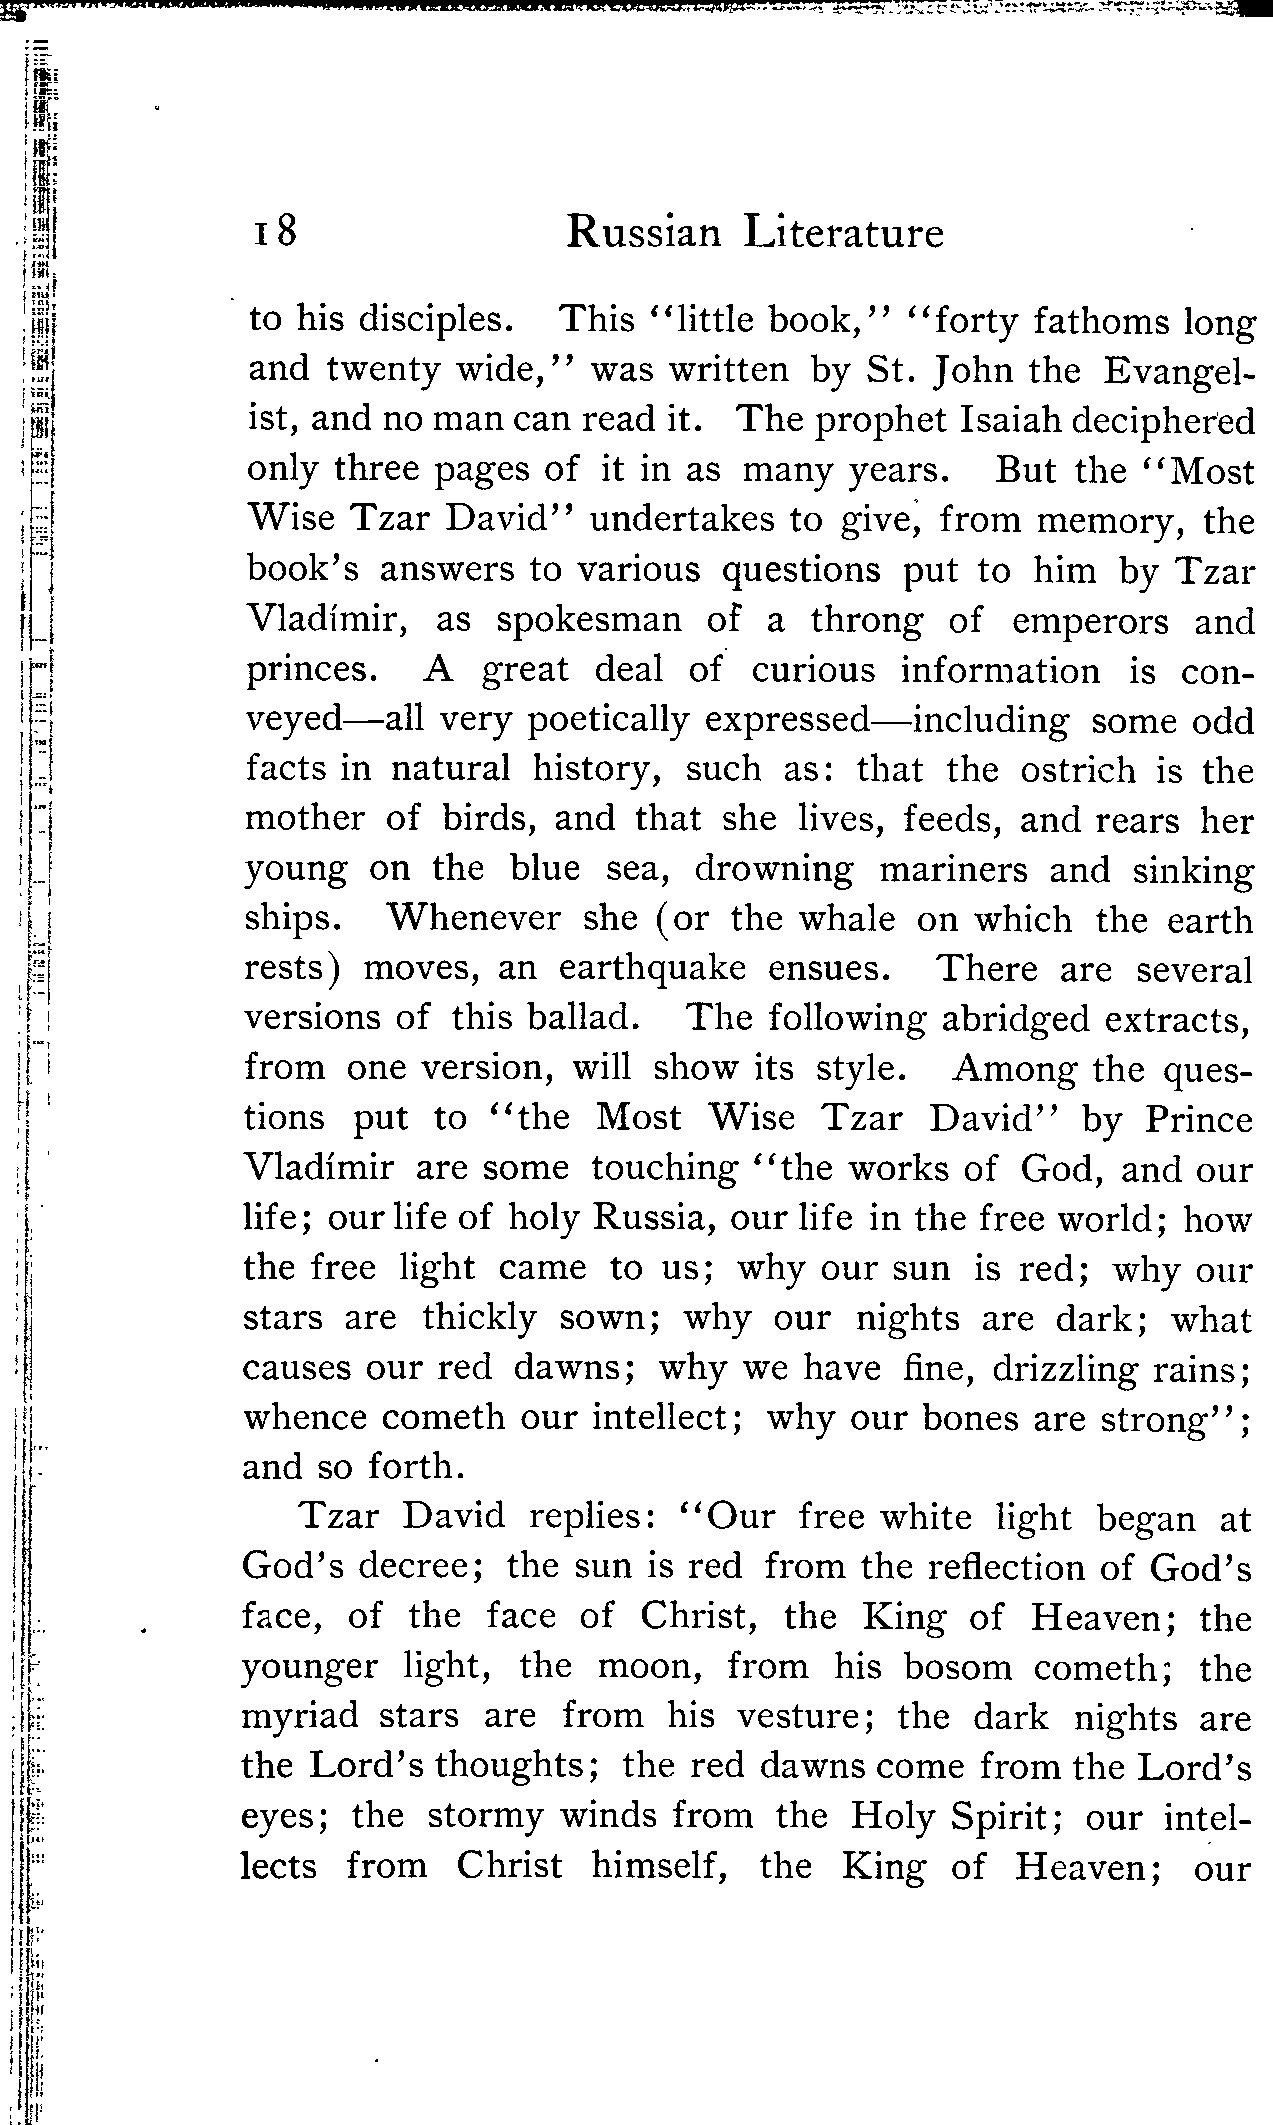 18 Russian Literature
to his disciples. This "little book," "forty fathoms long
and twenty wide," was written by St. John the Evangel-
ist, and no man can read it. The prophet Isaiah deciphered
only three pages of it in as many years. But the "Most
Wise Tzar David" undertakes to give, from memory, the
book's answers to various questions put to him by Tzar
Vladímir, as spokesman of a throng of emperors and
princes. A great deal of curious information is con-
veyed—all very poetically expressed—including some odd
facts in natural history, such as: that the ostrich is the
mother of birds, and that she lives, feeds, and rears her
young on the blue sea, drowning mariners and sinking
ships. Whenever she (or the whale on which the earth
rests) moves, an earthquake ensues. There are several
versions of this ballad. The following abridged extracts,
from one version, will show its style. Among the ques-
tions put to "the Most Wise Tzar David" by Prince
Vladímir are some touching "the works of God, and our
life; our life of holy Russia, our life in the free world; how
the free light came to us; why our sun is red; why our
stars are thickly sown; why our nights are dark; what
causes our red dawns; why we have fine, drizzling rains;
whence cometh our intellect; why our bones are strong";
and so forth.
Tzar David replies: "Our free white light began at
God's decree; the sun is red from the reflection of God's
face, of the face of Christ, the King of Heaven; the
younger light, the moon, from his bosom cometh; the
myriad stars are from his vesture; the dark nights are
the Lord's thoughts; the red dawns come from the Lord's
eyes; the stormy winds from the Holy Spirit; our intel-
lects from Christ himself, the King of Heaven; our